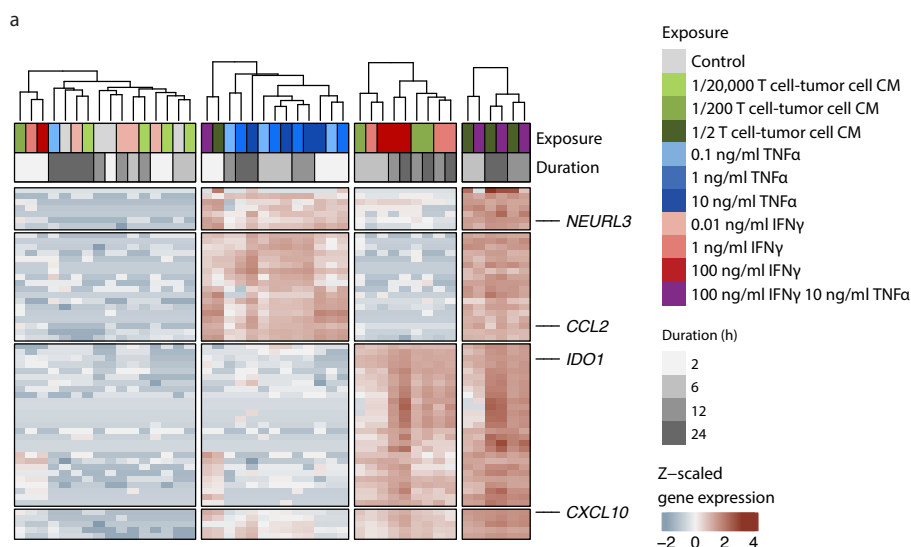 a
Exposure
Duration
NEURL3
CCL2
IDO1
CXCL10
Exposure
Control
1/20,000 T cell-tumor cell CM
1/200 T cell-tumor cell CM
1/2 T cell-tumor cell CM
0.1 ng/ml TNFα
1 ng/ml TNFα
10 ng/ml TNFα
0.01 ng/ml IFNγ
1 ng/ml IFNγ
100 ng/ml IFNγ
100 ng/ml IFNγ 10 ng/ml TNFα
Duration (h)
2
6
12
24
Z−scaled
gene expression
−2 0 2 4